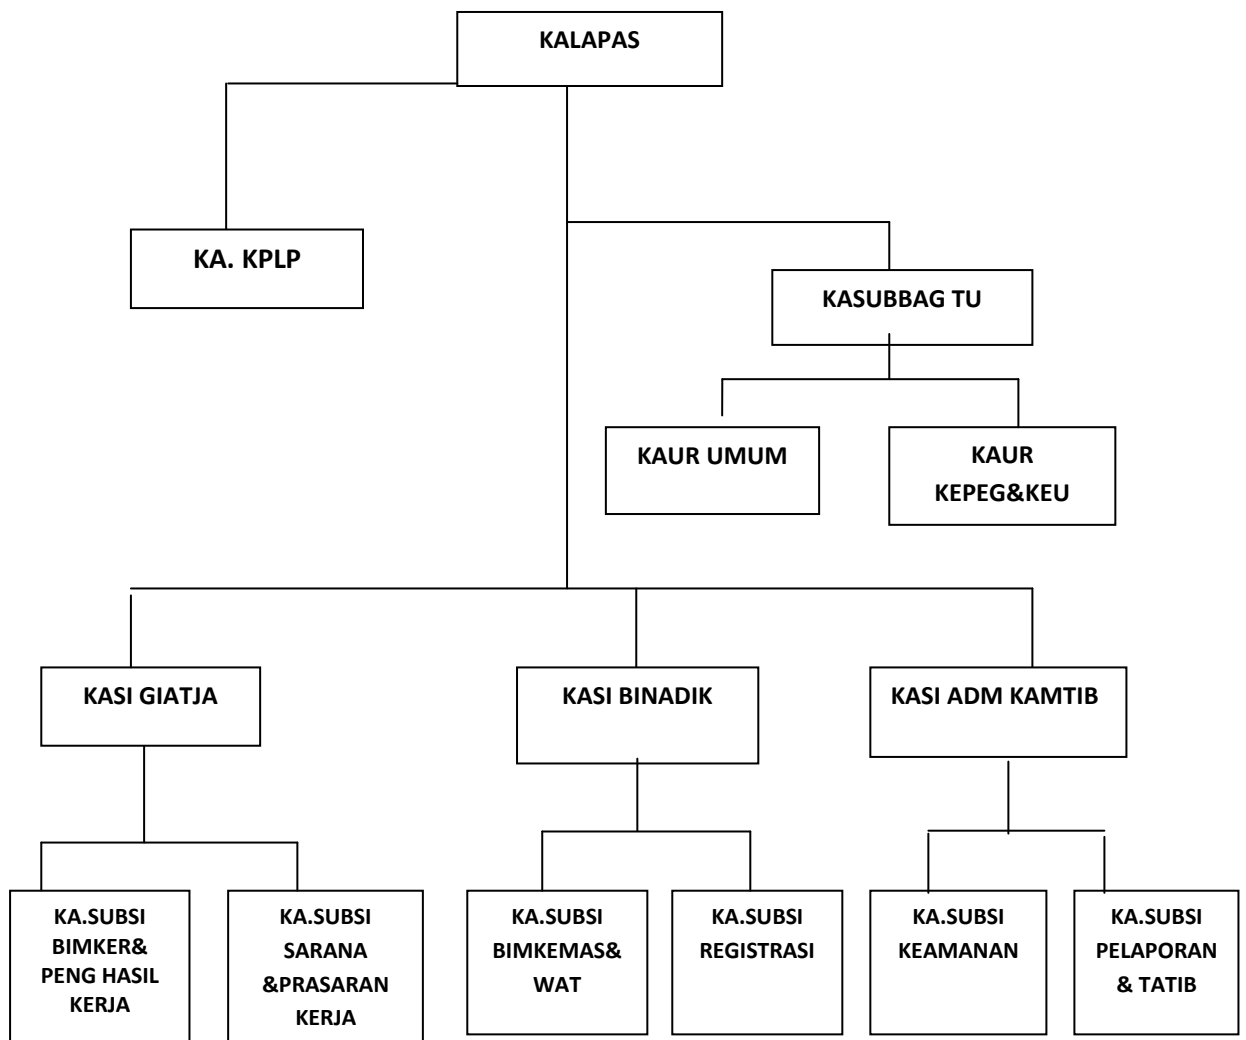 KALAPAS
KA. KPLP
KASUBBAG TU
KAUR UMUM
KAUR
KEPEG&KEU
KASI GIATJA
KASI BINADIK
KASI ADM KAMTIB
KA.SUBSI
BIMKER&
PENG HASIL
KERJA
KA.SUBSI
SARANA
&PRASARAN
KERJA
KA.SUBSI
BIMKEMAS&
WAT
KA.SUBSI
REGISTRASI
KA.SUBSI
KEAMANAN
KA.SUBSI
PELAPORAN
& TATIB